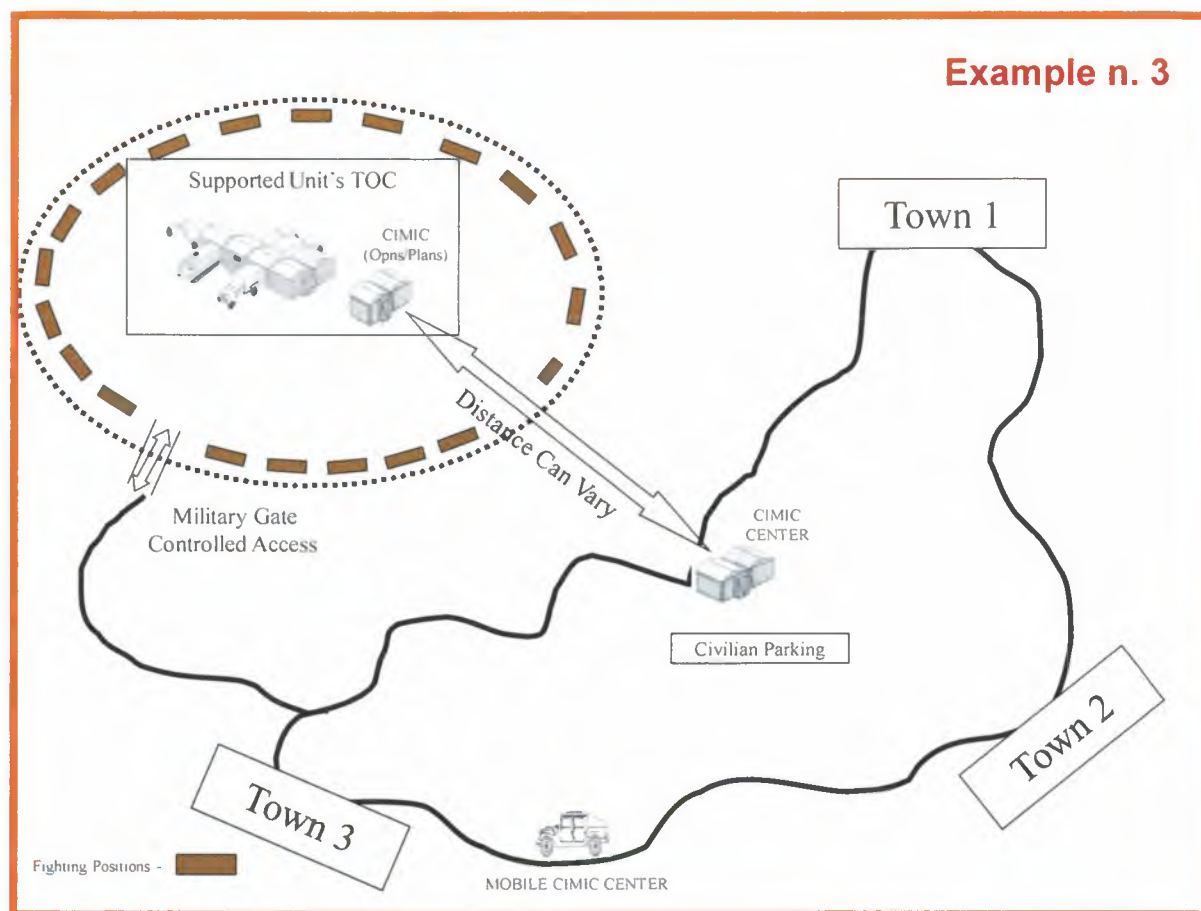 Example n. 3
Supported Unit's TOC
CIMIC
(Opns/Plans)
Town 1
Distance Can Vary
Military Gate
Controlled Access
CIMIC
CENTER
Civilian Parking
Town 2
Town 3
Fighting Positions -
MOBILE CIMIC CENTER